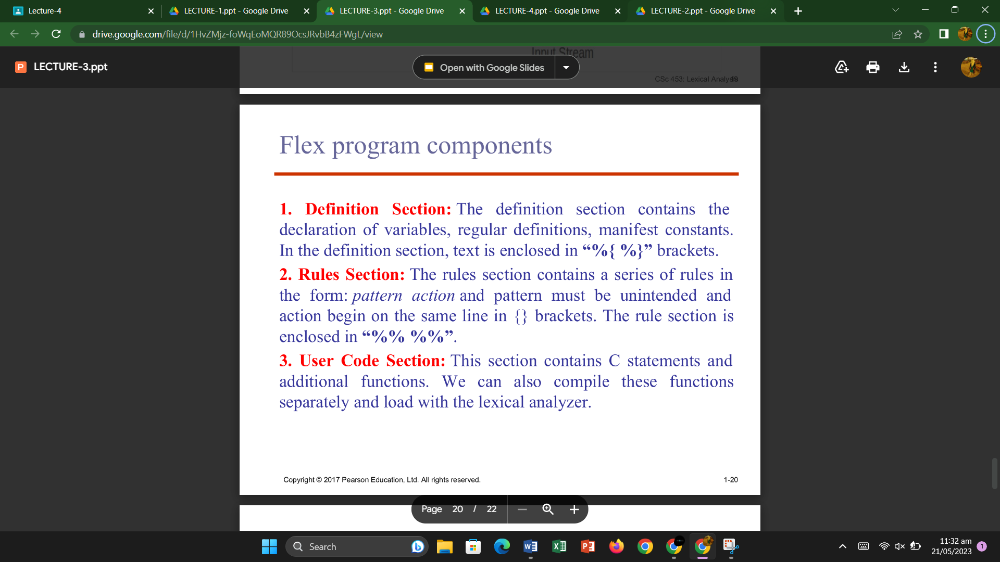 Lecture-4
LECTURE-1.ppt - Google Drive
LECTURE-3.ppt - Google Drive
LECTURE-4.ppt - Google Drive
LECTURE-2.ppt - Google Drive
drive.google.com/file/d/1HvZMjz-foWqEoMQR89OcsJRvbB4zFWgL/view
P
LECTURE-3.ppt
Input Stream
Open with Google Slides
CSc 453: Lexical Analysis
19
Flex program components
1. Definition Section: The definition section contains the
declaration of variables, regular definitions, manifest constants.
In the definition section, text is enclosed in “%{ %}” brackets.
2. Rules Section: The rules section contains a series of rules in
the form: pattern action and pattern must be unintended and
action begin on the same line in {} brackets. The rule section is
enclosed in “%% %%”.
3. User Code Section: This section contains C statements and
additional functions. We can also compile these functions
separately and load with the lexical analyzer.
Copyright © 2017 Pearson Education, Ltd. All rights reserved.
1-20
Page 20 / 22
Search
11:32 am
21/05/2023
1